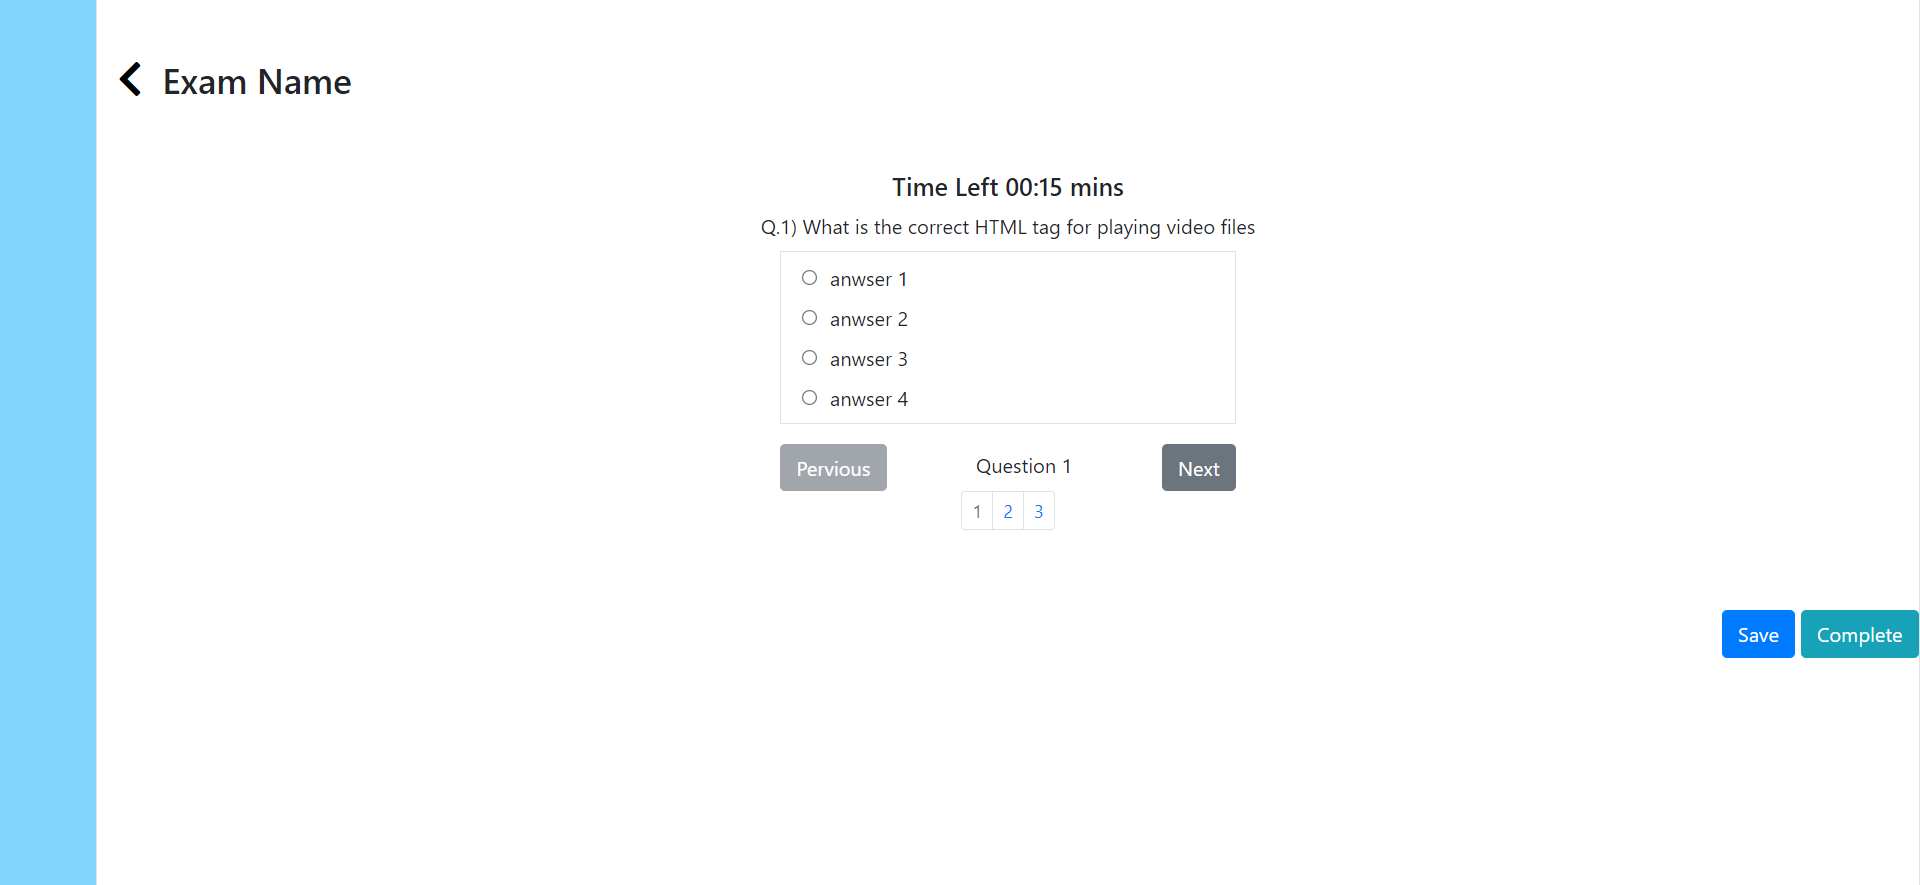 Exam Name
Time Left 00:15 mins
Q.1) What is the correct HTML tag for playing video files
anwser 1
anwser 2
anwser 3
anwser 4
Pervious Question 1 Next
1 2 3
Save Complete